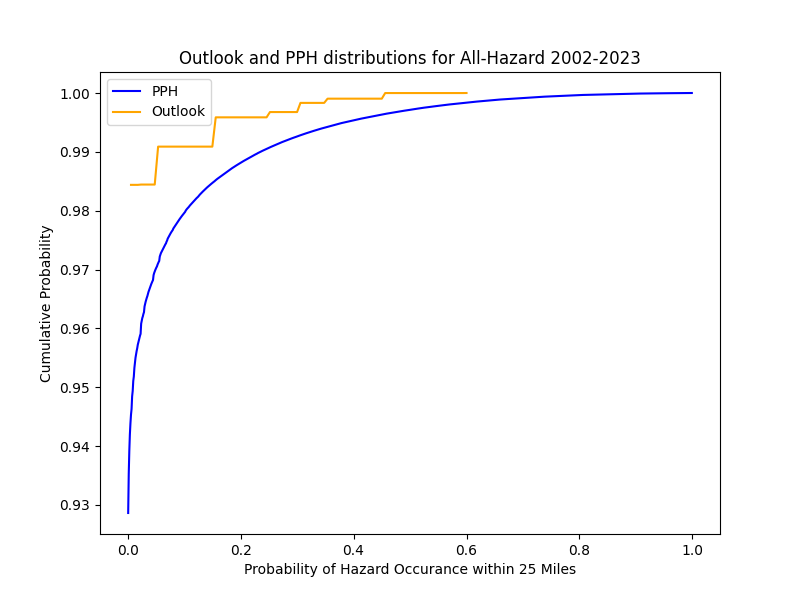 Outlook and PPH distributions for All-Hazard 2002-2023
PPH
Outlook
1.00
0.99
0.98
0.97
0.96
0.95
0.94
0.93
Cumulative Probability
0.0 0.2 0.4 0.6 0.8 1.0
Probability of Hazard Occurance within 25 Miles